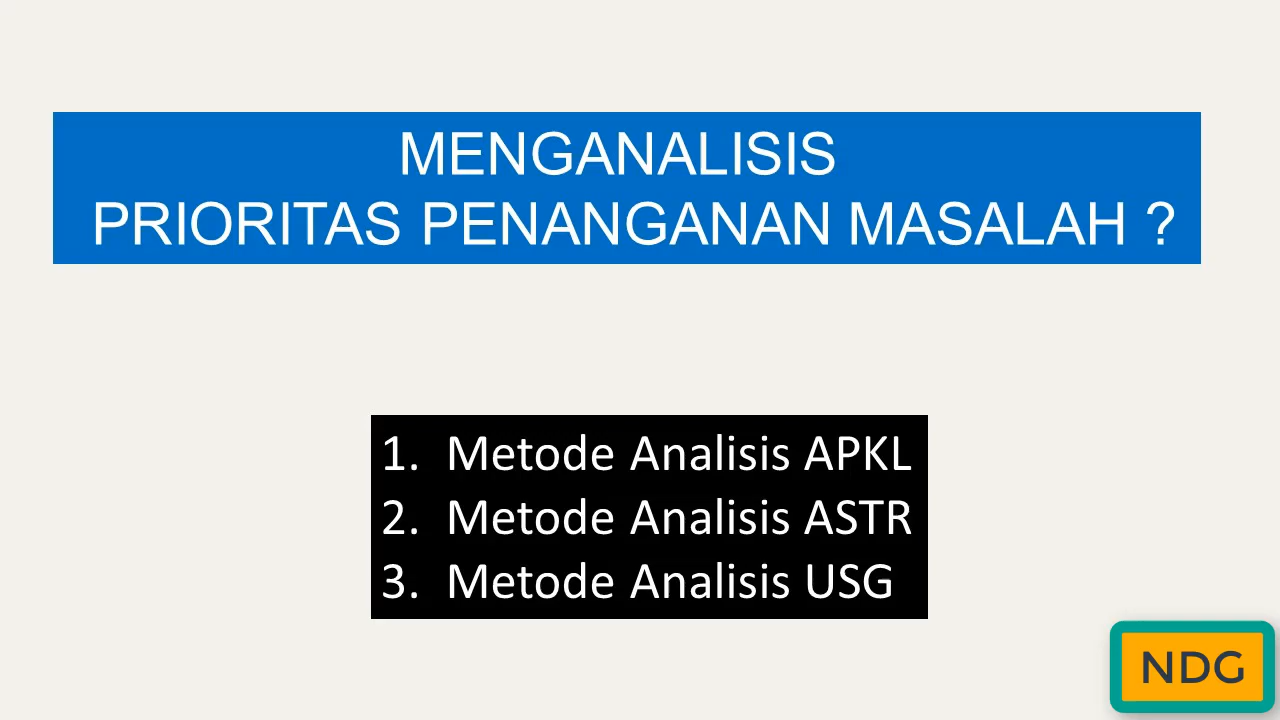 MENGANALISIS
PRIORITAS PENANGANAN MASALAH ?
1. Metode Analisis APKL
2. Metode Analisis ASTR
3. Metode Analisis USG
NDG